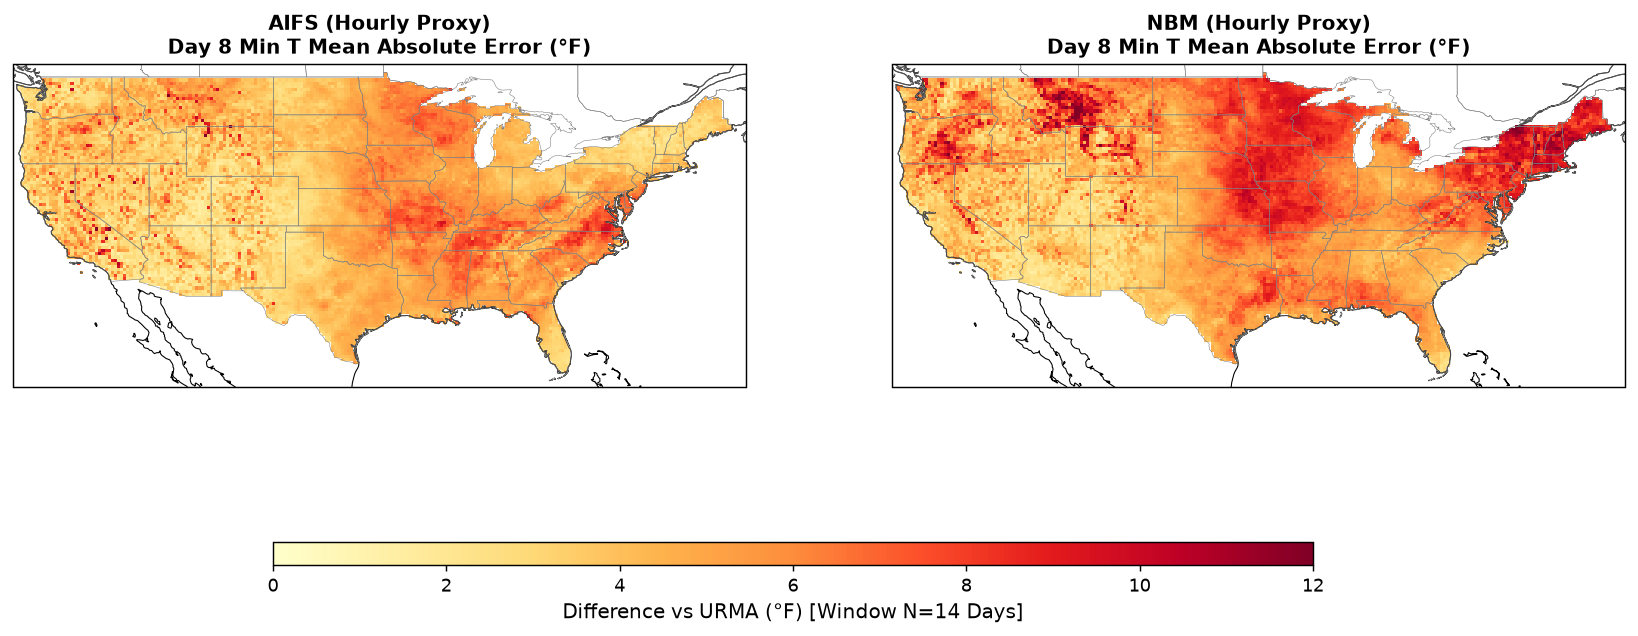 AIFS (Hourly Proxy)
Day 8 Min T Mean Absolute Error (°F)
NBM (Hourly Proxy)
Day 8 Min T Mean Absolute Error (°F)
0 2 4 6 8 10 12
Difference vs URMA (°F) [Window N=14 Days]